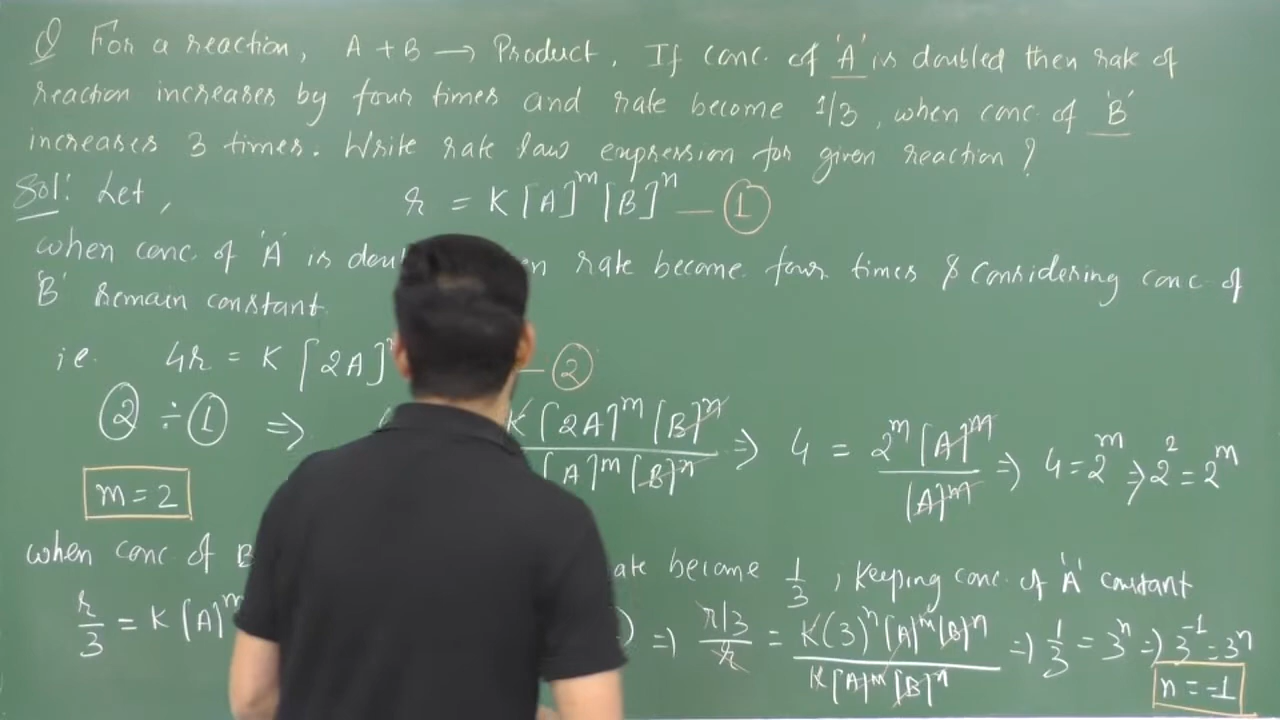 Q For a reaction, A + B → Product, If conc. of 'A' is doubled then rate of
reaction increases by four times and rate become 1/3, when conc. of 'B'
increases 3 times. Write rate law expression for given reaction?
Sol: Let, r = K[A]^m [B]^n — ①
when conc. of 'A' is rate become four times & Considering conc. of
'B' remain constant.
ie. 4r = K [2A] — ②
② ÷ ① ⇒ K[2A]^m [B]^n / [A]^m [B]^n ⇒ 4 = 2^m [A]^m / [A]^m ⇒ 4 = 2^m ⇒ 2^2 = 2^m
m = 2
when conc. of B become 1/3, Keeping conc. of 'A' constant
r/3 = K [A]^m ⇒ r/3 / r = K(3)^n [A]^m [B]^n / K[A]^m [B]^n ⇒ 1/3 = 3^n ⇒ 3^-1 = 3^n
n = -1